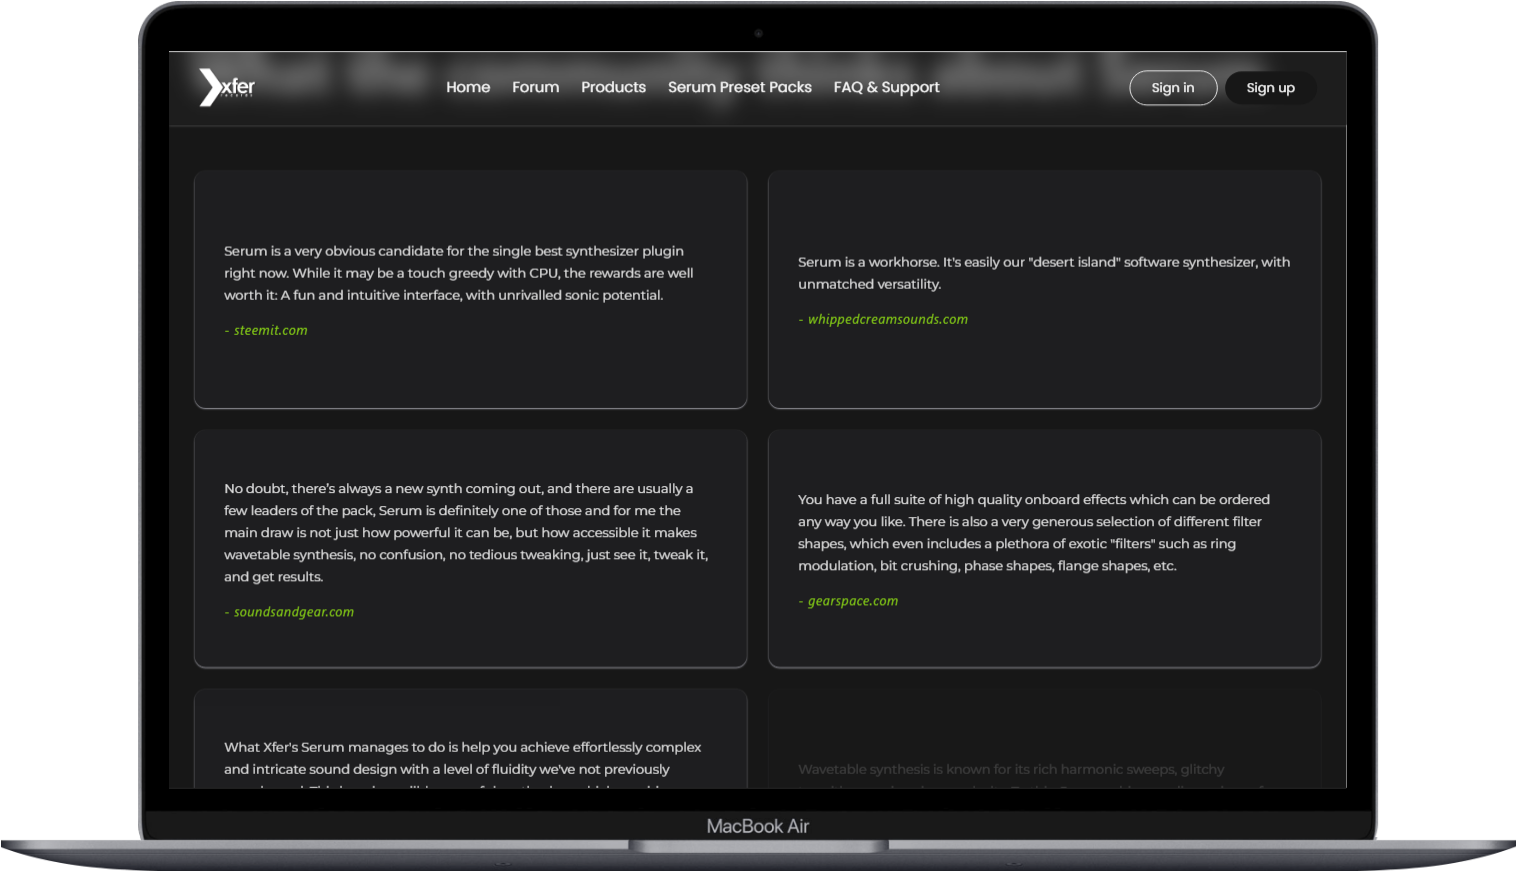 What the community thinks about Serum
xfer
RECORDS
Home Forum Products Serum Preset Packs FAQ & Support
Sign in Sign up
Serum is a very obvious candidate for the single best synthesizer plugin
right now. While it may be a touch greedy with CPU, the rewards are well
worth it: A fun and intuitive interface, with unrivalled sonic potential.
- steemit.com
Serum is a workhorse. It's easily our "desert island" software synthesizer, with
unmatched versatility.
- whippedcreamsounds.com
No doubt, there’s always a new synth coming out, and there are usually a
few leaders of the pack, Serum is definitely one of those and for me the
main draw is not just how powerful it can be, but how accessible it makes
wavetable synthesis, no confusion, no tedious tweaking, just see it, tweak it,
and get results.
- soundsandgear.com
You have a full suite of high quality onboard effects which can be ordered
any way you like. There is also a very generous selection of different filter
shapes, which even includes a plethora of exotic "filters" such as ring
modulation, bit crushing, phase shapes, flange shapes, etc.
- gearspace.com
What Xfer's Serum manages to do is help you achieve effortlessly complex
and intricate sound design with a level of fluidity we've not previously
Wavetable synthesis is known for its rich harmonic sweeps, glitchy
MacBook Air